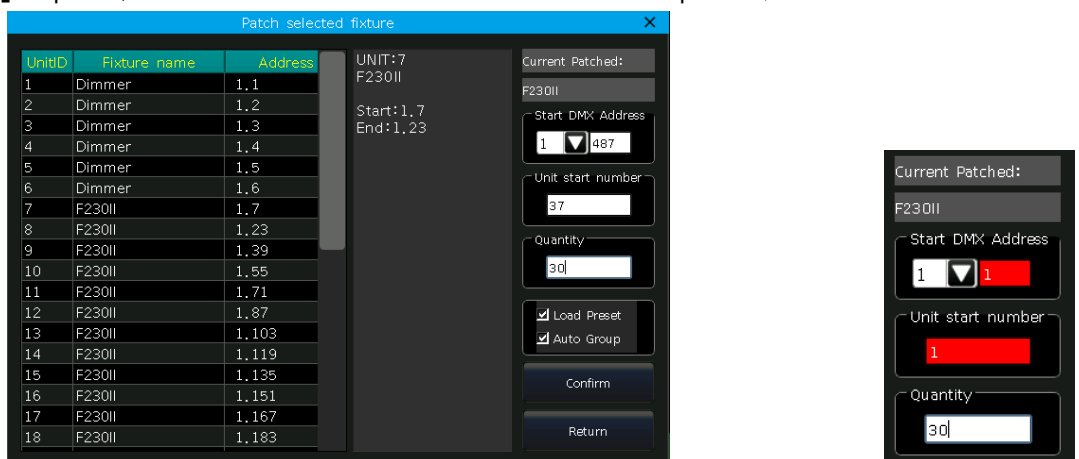 Patch selected fixture
UnitID Fixture name Address
1 Dimmer 1.1
2 Dimmer 1.2
3 Dimmer 1.3
4 Dimmer 1.4
5 Dimmer 1.5
6 Dimmer 1.6
7 F230II 1.7
8 F230II 1.23
9 F230II 1.39
10 F230II 1.55
11 F230II 1.71
12 F230II 1.87
13 F230II 1.103
14 F230II 1.119
15 F230II 1.135
16 F230II 1.151
17 F230II 1.167
18 F230II 1.183
UNIT:7
F230II
Start:1.7
End:1.23
Current Patched:
F230II
Start DMX Address
1 487
Unit start number
37
Quantity
30
Load Preset
Auto Group
Confirm
Return
Current Patched:
F230II
Start DMX Address
1 1
Unit start number
1
Quantity
30